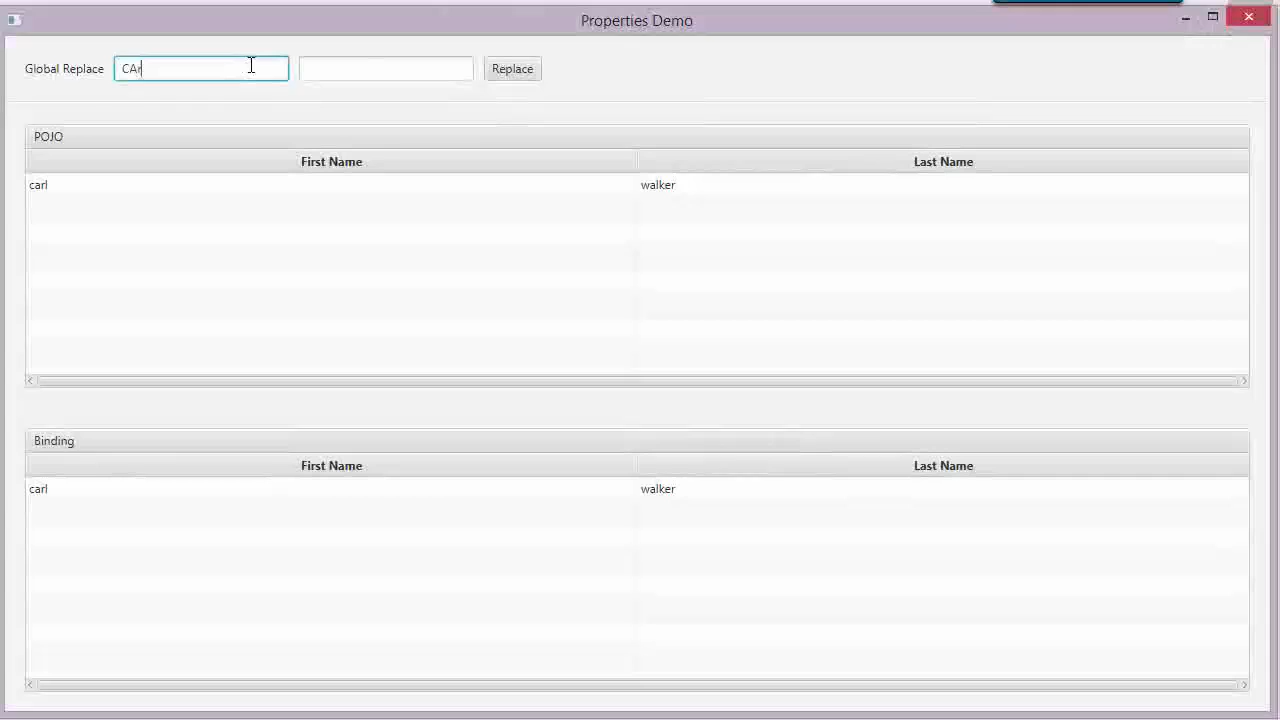 Properties Demo
Global Replace CAr Replace
POJO
First Name Last Name
carl walker
Binding
First Name Last Name
carl walker